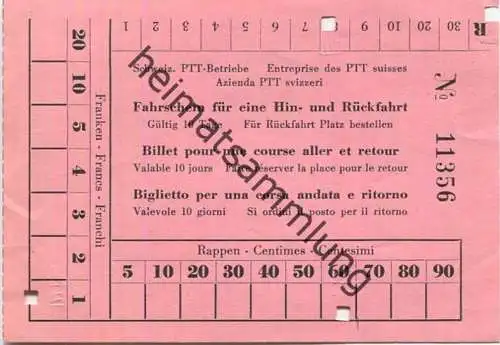 1 2 3 4 5 6 7 8 9 10 20 30 R
Schweiz. PTT-Betriebe Entreprise des PTT suisses
Azienda PTT svizzeri
Fahrschein für eine Hin- und Rückfahrt
Gültig 10 Tage Für Rückfahrt Platz bestellen
Billet pour une course aller et retour
Valable 10 jours Faire réserver la place pour le retour
Biglietto per una corsa andata e ritorno
Valevole 10 giorni Si ordini il posto per il ritorno
Rappen - Centimes - Centesimi
5 10 20 30 40 50 60 70 80 90
Franken - Francs - Franchi
20 10 5 4 3 2 1
№ 11356
heimatsammlung